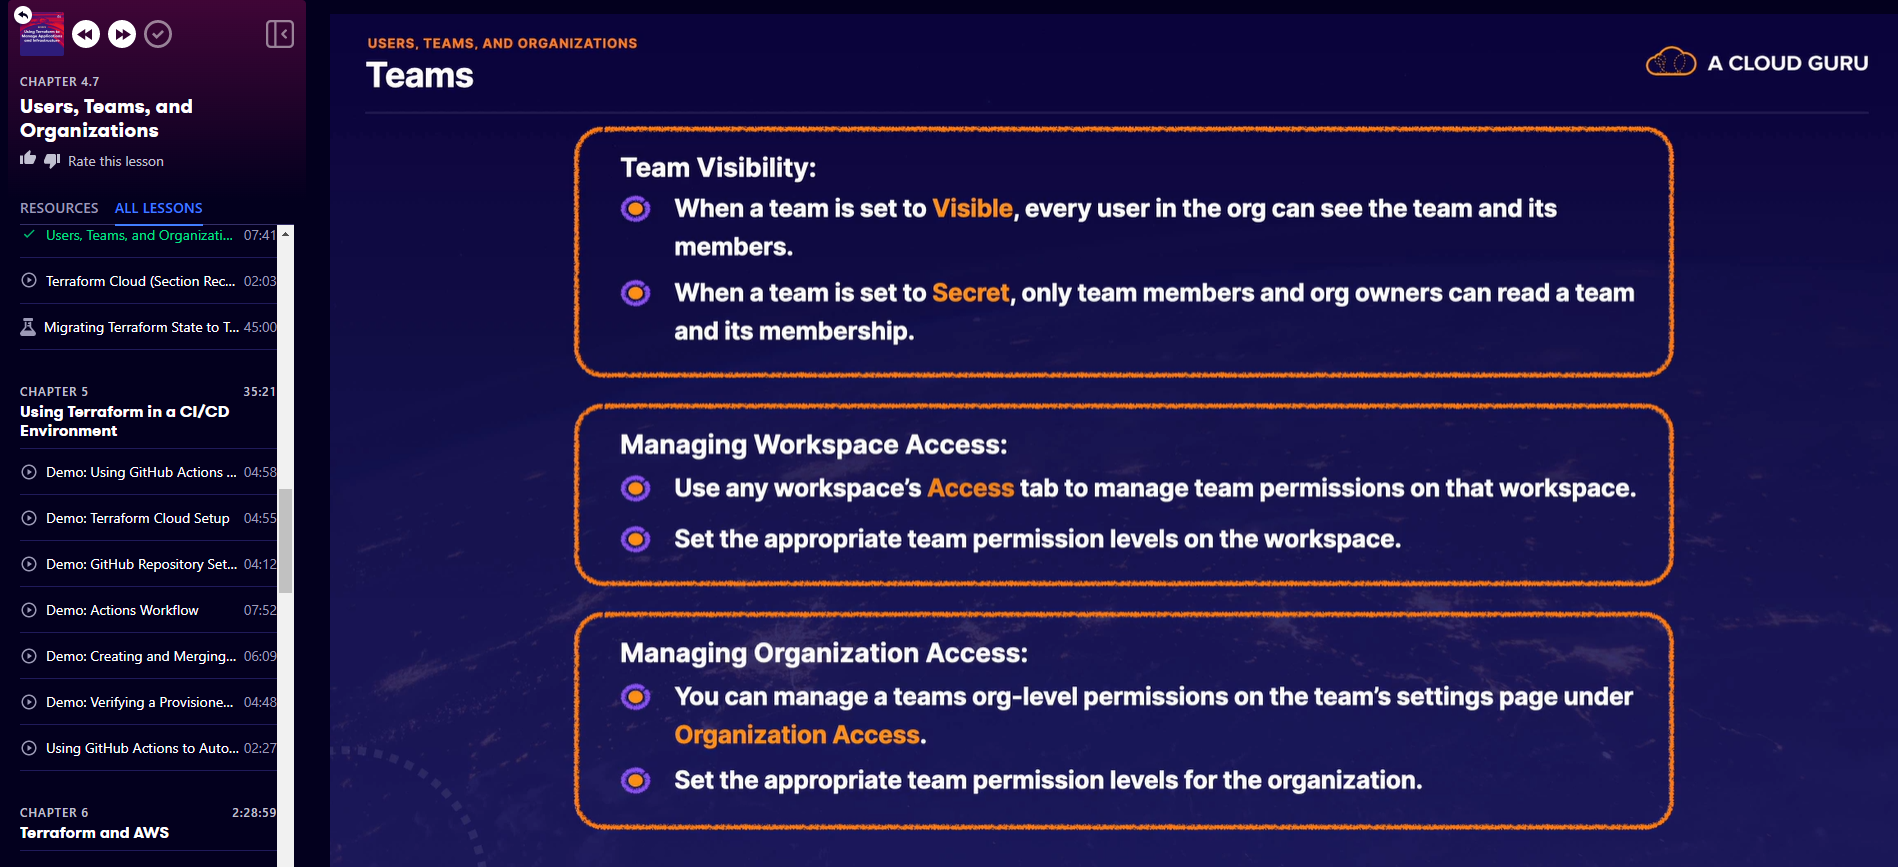 Using Terraform to
Manage Applications
and Infrastructure
CHAPTER 4.7
Users, Teams, and
Organizations
Rate this lesson
RESOURCES ALL LESSONS
Users, Teams, and Organizati... 07:41
Terraform Cloud (Section Rec... 02:03
Migrating Terraform State to T... 45:00
CHAPTER 5 35:21
Using Terraform in a CI/CD
Environment
Demo: Using GitHub Actions ... 04:58
Demo: Terraform Cloud Setup 04:55
Demo: GitHub Repository Set... 04:12
Demo: Actions Workflow 07:52
Demo: Creating and Merging... 06:09
Demo: Verifying a Provisione... 04:48
Using GitHub Actions to Auto... 02:27
CHAPTER 6 2:28:59
Terraform and AWS
USERS, TEAMS, AND ORGANIZATIONS
Teams
A CLOUD GURU
Team Visibility:
When a team is set to Visible, every user in the org can see the team and its
members.
When a team is set to Secret, only team members and org owners can read a team
and its membership.
Managing Workspace Access:
Use any workspace’s Access tab to manage team permissions on that workspace.
Set the appropriate team permission levels on the workspace.
Managing Organization Access:
You can manage a teams org-level permissions on the team’s settings page under
Organization Access.
Set the appropriate team permission levels for the organization.